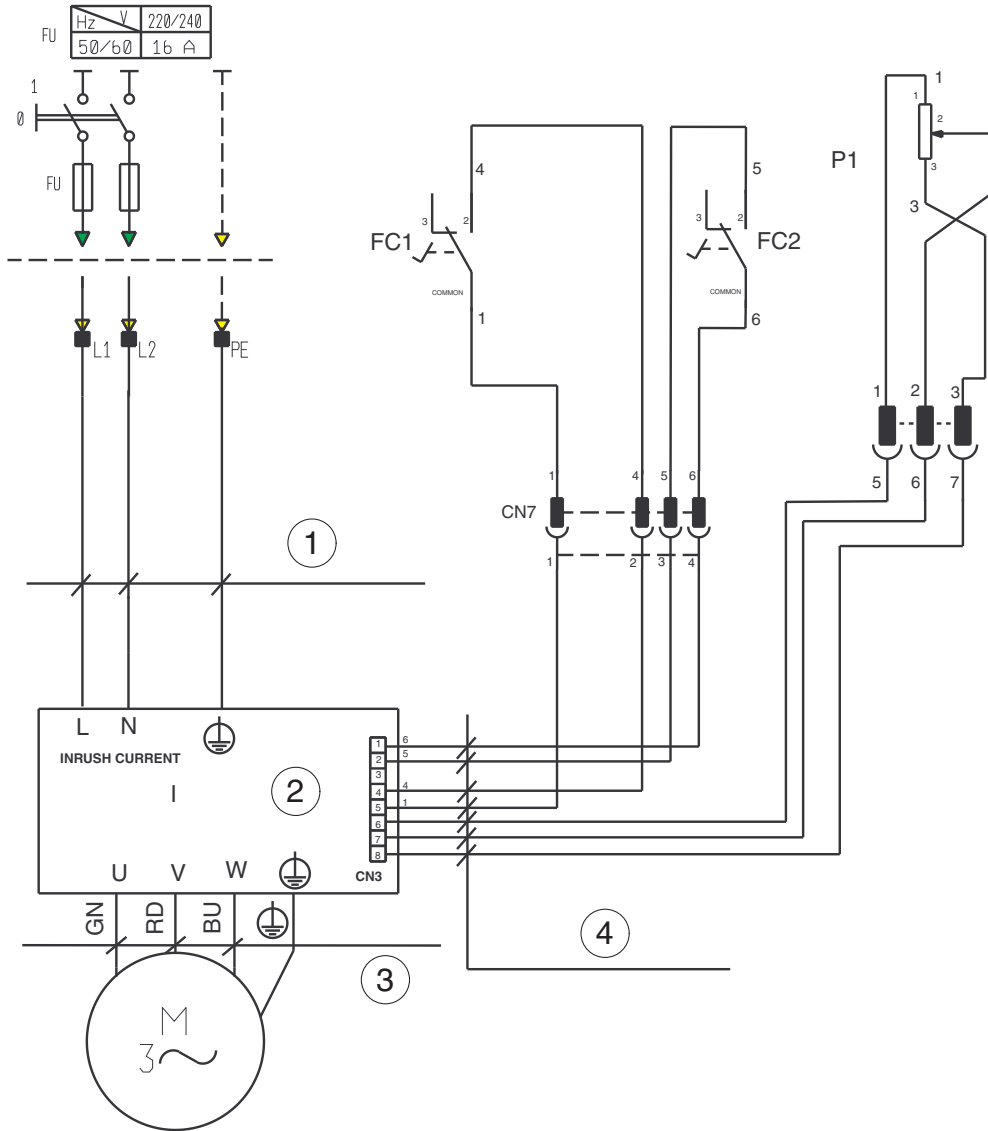 FU
Hz V 220/240
50/60 16 A
1
0
FU
L1 L2 PE
4
3 2
FC1
COMMON
1
5
3 2
FC2
COMMON
6
1
1
2
3
P1
3
1 2 3
5 6 7
1 4 5 6
CN7
1 2 3 4
1
L N
INRUSH CURRENT
I
2
1 6
2 5
3
4 4
5 1
6
7
8
CN3
U V W
GN RD BU
3
4
M
3